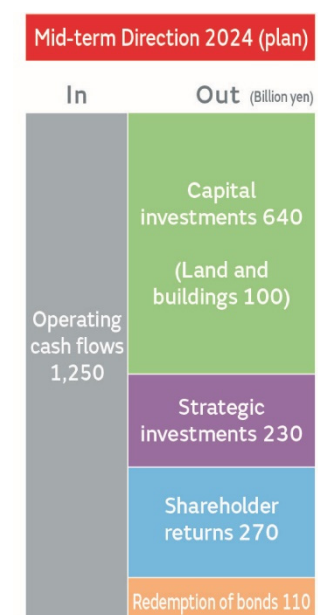 Mid-term Direction 2024 (plan)
In
Out (Billion yen)
Operating
cash flows
1,250
Capital
investments 640
(Land and
buildings 100)
Strategic
investments 230
Shareholder
returns 270
Redemption of bonds 110